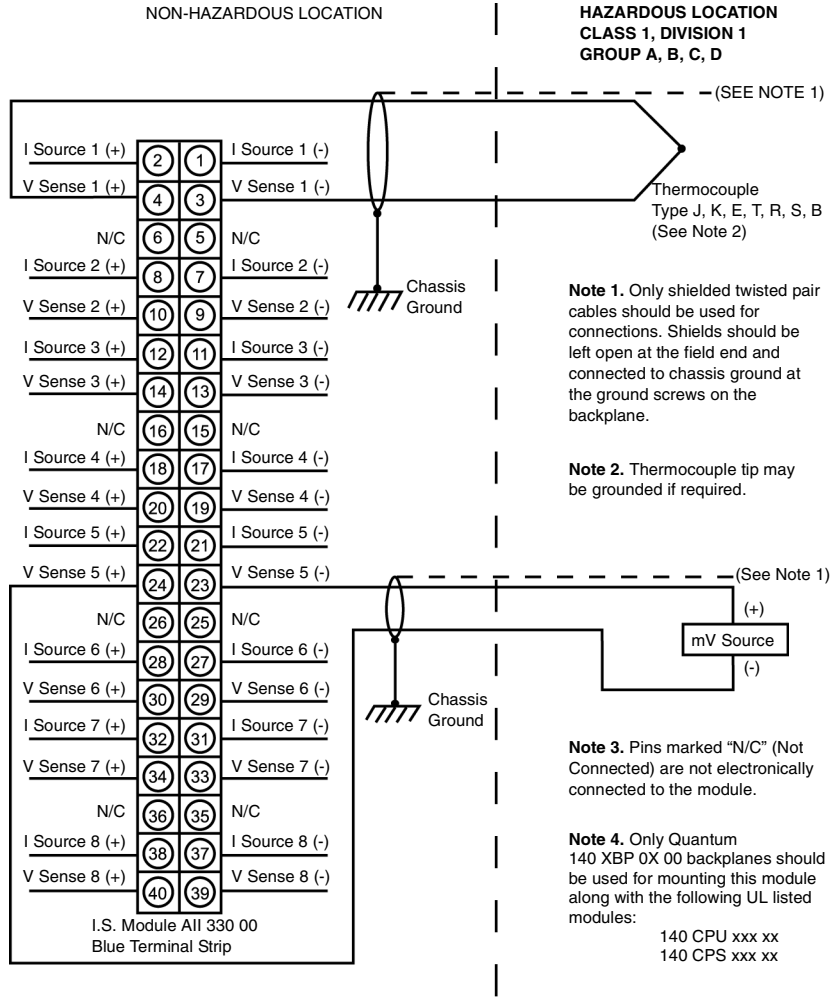 NON-HAZARDOUS LOCATION
HAZARDOUS LOCATION
CLASS 1, DIVISION 1
GROUP A, B, C, D
(SEE NOTE 1)
I Source 1 (+) 2 1 I Source 1 (-)
V Sense 1 (+) 4 3 V Sense 1 (-)
Thermocouple
Type J, K, E, T, R, S, B
(See Note 2)
N/C 6 5 N/C
I Source 2 (+) 8 7 I Source 2 (-)
V Sense 2 (+) 10 9 V Sense 2 (-)
Chassis
Ground
I Source 3 (+) 12 11 I Source 3 (-)
V Sense 3 (+) 14 13 V Sense 3 (-)
N/C 16 15 N/C
I Source 4 (+) 18 17 I Source 4 (-)
V Sense 4 (+) 20 19 V Sense 4 (-)
I Source 5 (+) 22 21 I Source 5 (-)
V Sense 5 (+) 24 23 V Sense 5 (-)
N/C 26 25 N/C
I Source 6 (+) 28 27 I Source 6 (-)
V Sense 6 (+) 30 29 V Sense 6 (-)
I Source 7 (+) 32 31 I Source 7 (-)
V Sense 7 (+) 34 33 V Sense 7 (-)
N/C 36 35 N/C
I Source 8 (+) 38 37 I Source 8 (-)
V Sense 8 (+) 40 39 V Sense 8 (-)
I.S. Module AII 330 00
Blue Terminal Strip
Note 1. Only shielded twisted pair
cables should be used for
connections. Shields should be
left open at the field end and
connected to chassis ground at
the ground screws on the
backplane.
Note 2. Thermocouple tip may
be grounded if required.
(See Note 1)
(+)
mV Source
(-)
Chassis
Ground
Note 3. Pins marked “N/C” (Not
Connected) are not electronically
connected to the module.
Note 4. Only Quantum
140 XBP 0X 00 backplanes should
be used for mounting this module
along with the following UL listed
modules:
140 CPU xxx xx
140 CPS xxx xx